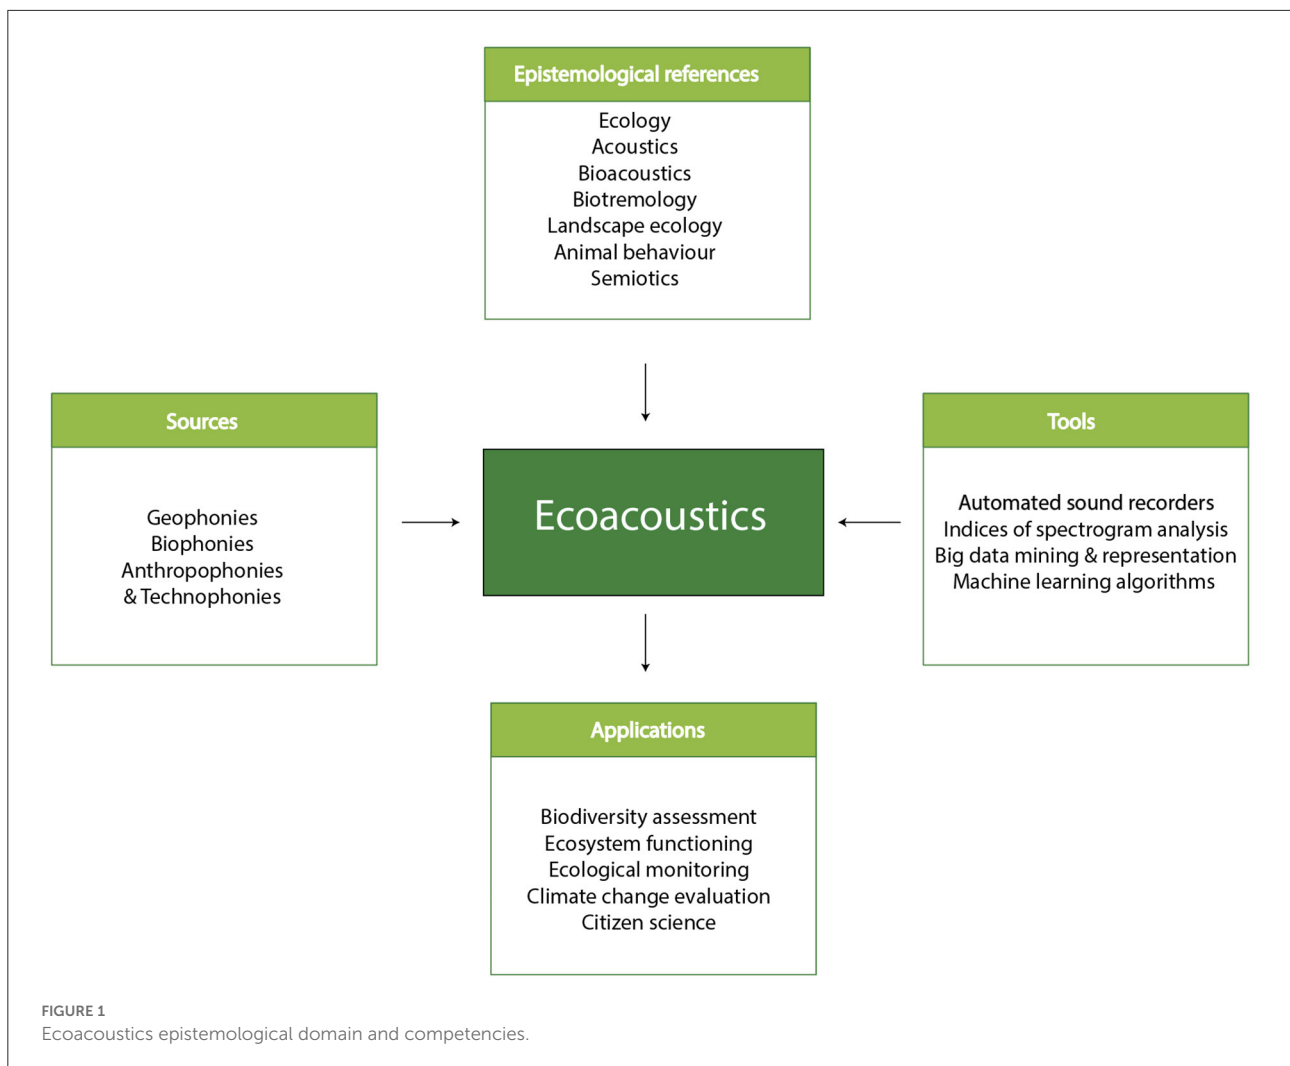 Epistemological references
Ecology
Acoustics
Bioacoustics
Biotremology
Landscape ecology
Animal behaviour
Semiotics
Sources
Geophonies
Biophonies
Anthropophonies
& Technophonies
Ecoacoustics
Tools
Automated sound recorders
Indices of spectrogram analysis
Big data mining & representation
Machine learning algorithms
Applications
Biodiversity assessment
Ecosystem functioning
Ecological monitoring
Climate change evaluation
Citizen science
FIGURE 1
Ecoacoustics epistemological domain and competencies.